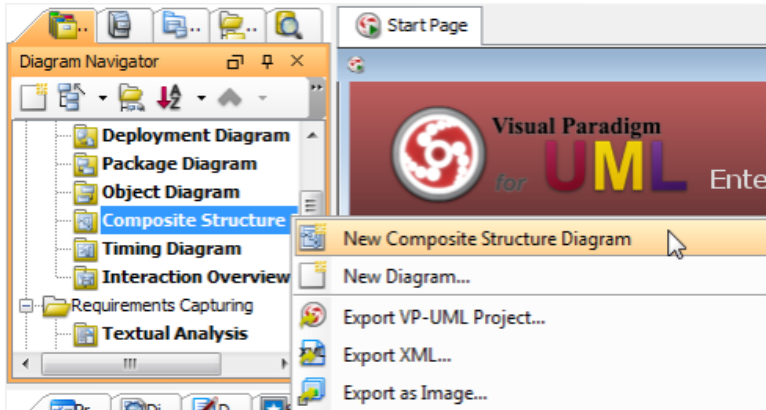 Start Page
Diagram Navigator
Visual Paradigm
for UML Ente
Deployment Diagram
Package Diagram
Object Diagram
Composite Structure
Timing Diagram
Interaction Overview
Requirements Capturing
Textual Analysis
New Composite Structure Diagram
New Diagram...
Export VP-UML Project...
Export XML...
Export as Image...